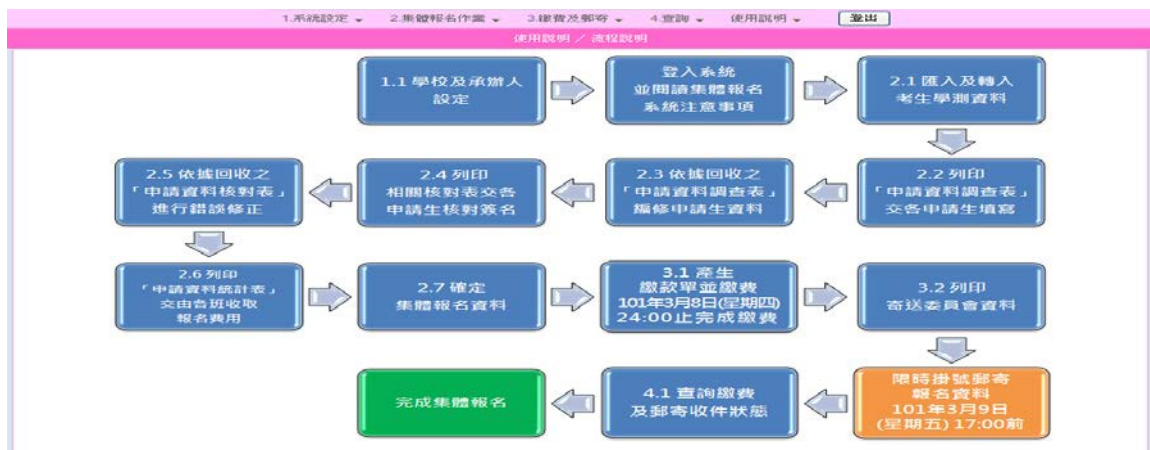 1.系統設定 2.集體報名作業 3.繳費及郵寄 4.查詢 使用說明 登出
使用說明 / 流程說明
1.1 學校及承辦人
設定
登入系統
並閱讀集體報名
系統注意事項
2.1 匯入及轉入
考生學測資料
2.2 列印
「申請資料調查表」
交各申請生填寫
2.3 依據回收之
「申請資料調查表」
編修申請生資料
2.4 列印
相關核對表交各
申請生核對簽名
2.5 依據回收之
「申請資料核對表」
進行錯誤修正
2.6 列印
「申請資料統計表」
交由各班收取
報名費用
2.7 確定
集體報名資料
3.1 產生
繳款單並繳費
101年3月8日(星期四)
24:00止完成繳費
3.2 列印
寄送委員會資料
限時掛號郵寄
報名資料
101年3月9日
(星期五) 17:00前
4.1 查詢繳費
及郵寄收件狀態
完成集體報名